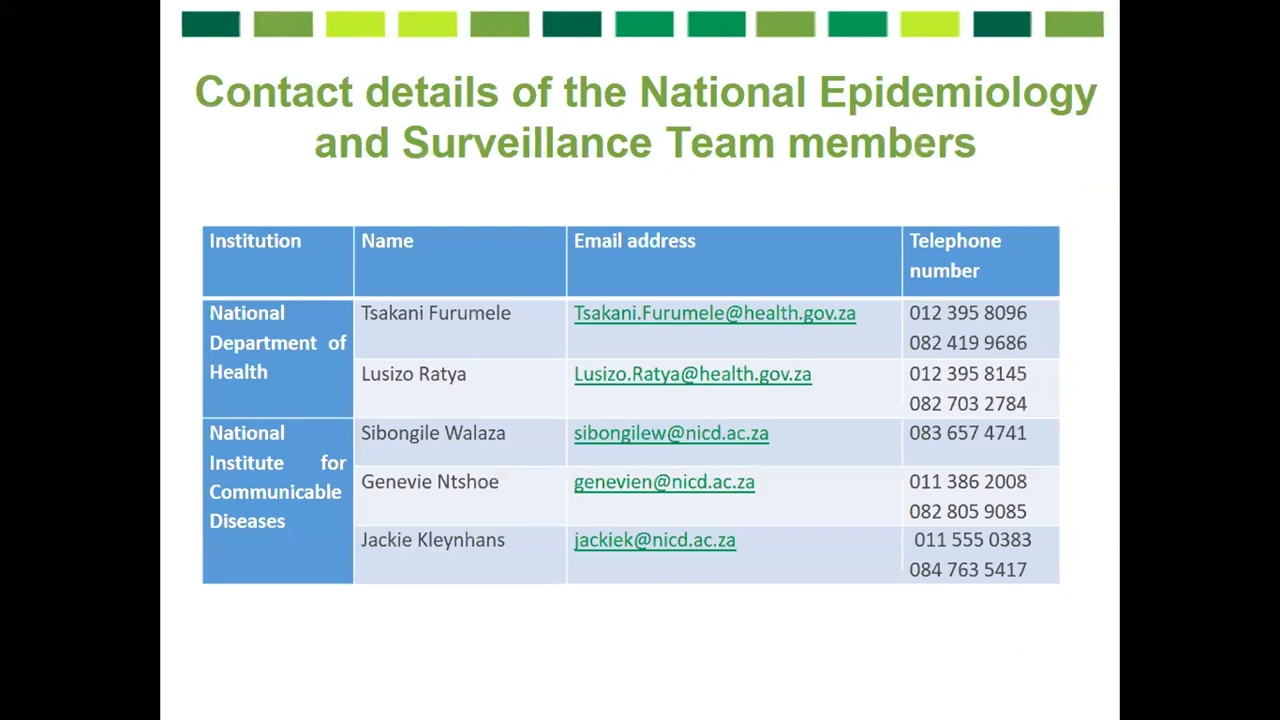 Contact details of the National Epidemiology
and Surveillance Team members
Institution Name Email address Telephone
number
National Tsakani Furumele Tsakani.Furumele@health.gov.za 012 395 8096
Department of 082 419 9686
Health Lusizo Ratya Lusizo.Ratya@health.gov.za 012 395 8145
082 703 2784
National Sibongile Walaza sibongilew@nicd.ac.za 083 657 4741
Institute for
Communicable Genevie Ntshoe genevien@nicd.ac.za 011 386 2008
Diseases 082 805 9085
Jackie Kleynhans jackiek@nicd.ac.za 011 555 0383
084 763 5417